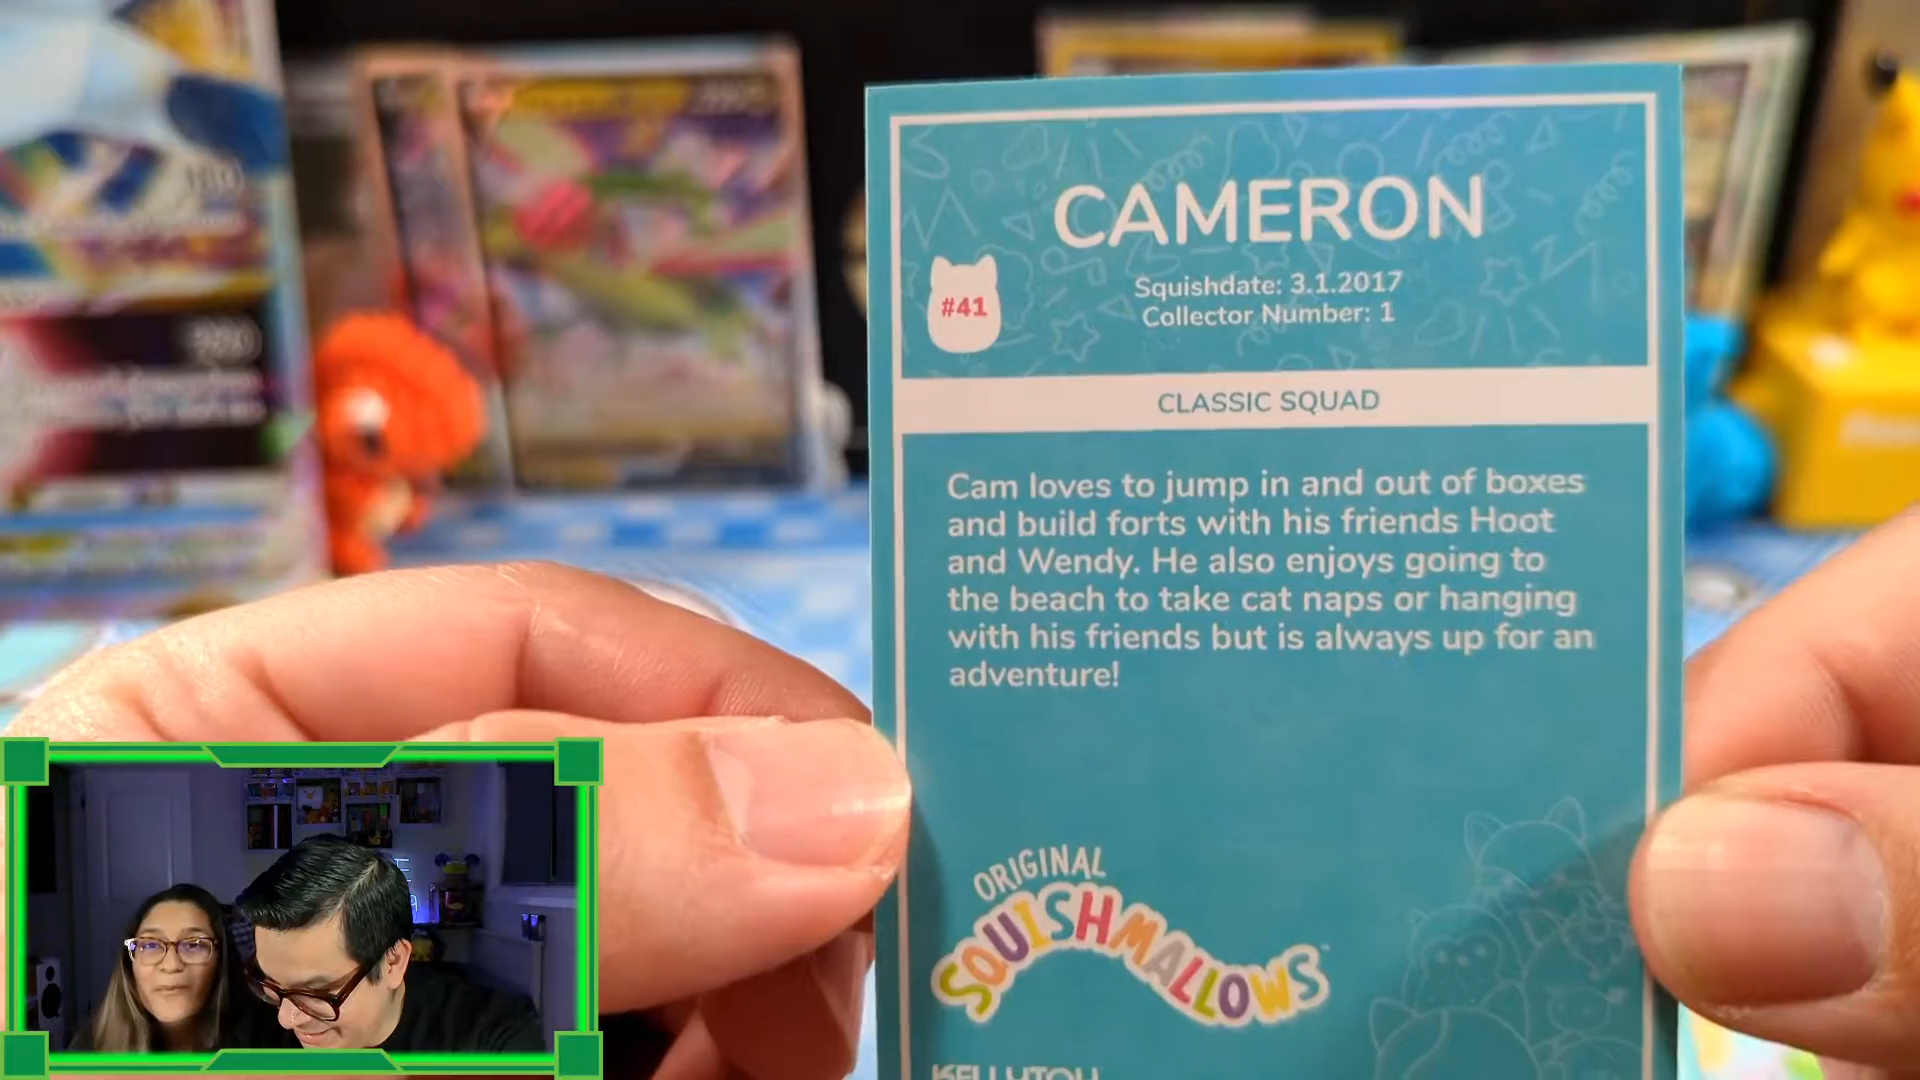 CAMERON
#41
Squishdate: 3.1.2017
Collector Number: 1
CLASSIC SQUAD
Cam loves to jump in and out of boxes
and build forts with his friends Hoot
and Wendy. He also enjoys going to
the beach to take cat naps or hanging
with his friends but is always up for an
adventure!
ORIGINAL
SQUISHMALLOWS
KELLYTOY